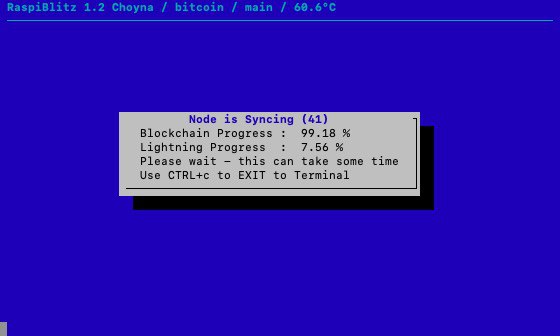 RaspiBlitz 1.2 Choyna / bitcoin / main / 60.6°C
Node is Syncing (41)
Blockchain Progress :  99.18 %
Lightning Progress  :  7.56 %
Please wait – this can take some time
Use CTRL+c to EXIT to Terminal